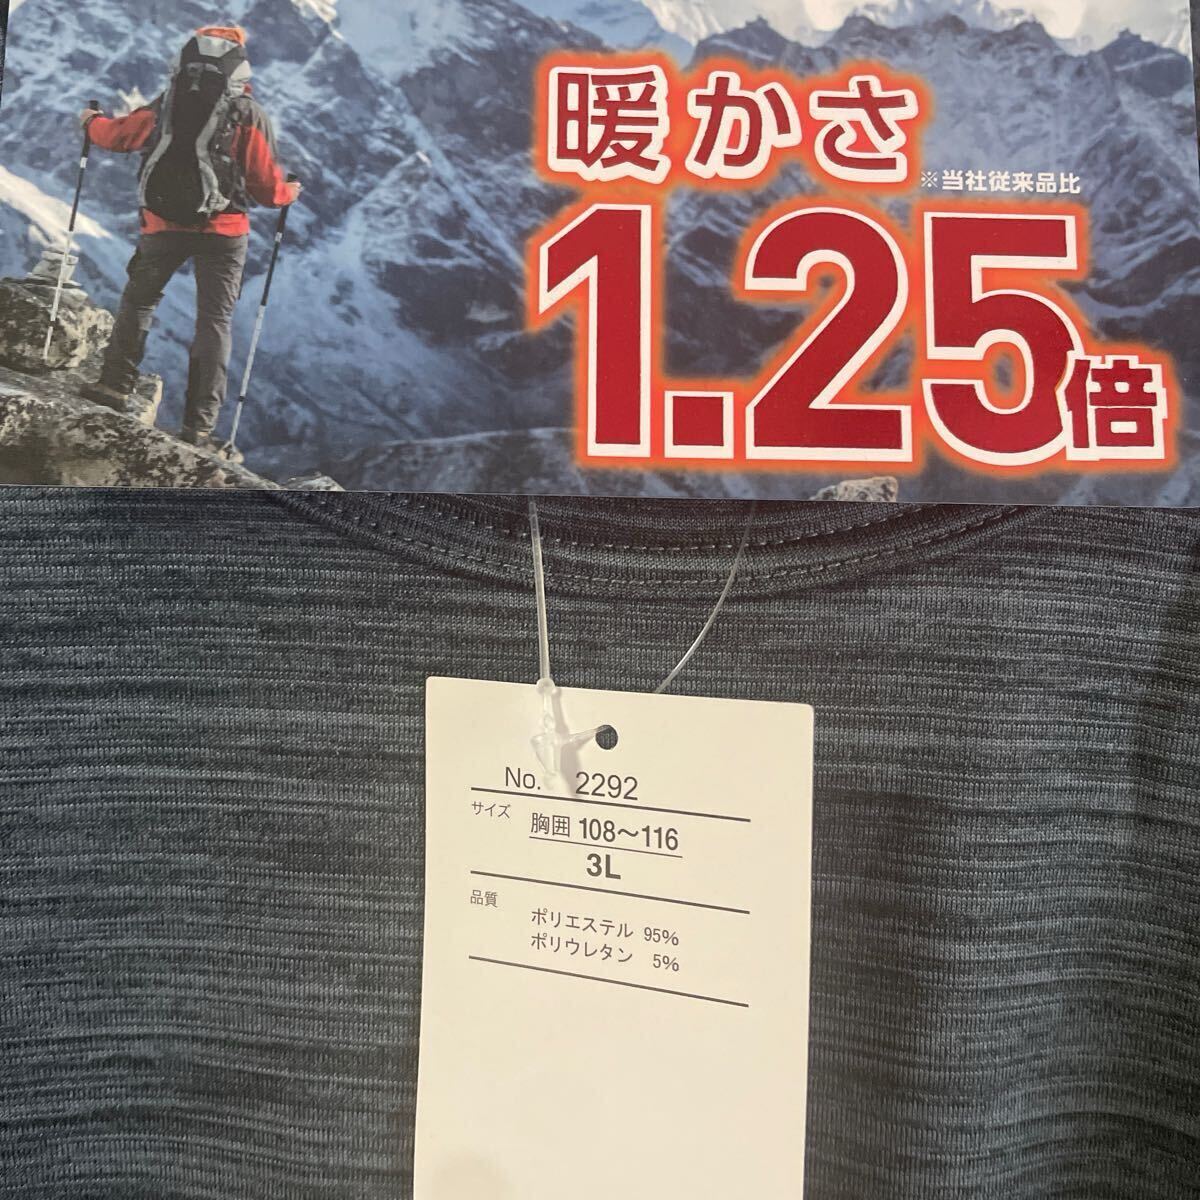 暖かさ
※当社従来品比
1.25倍
No. 2292
サイズ 胸囲 108～116
3L
品質
ポリエステル 95%
ポリウレタン 5%